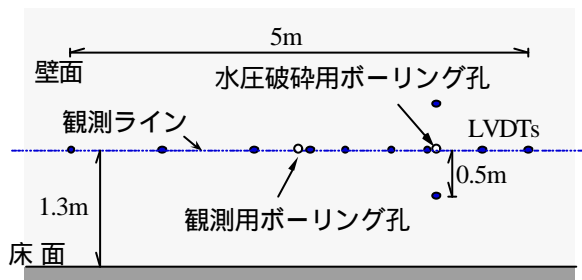 5m
壁面
水圧破砕用ボーリング孔
観測ライン
LVDTs
0.5m
1.3m
観測用ボーリング孔
床 面